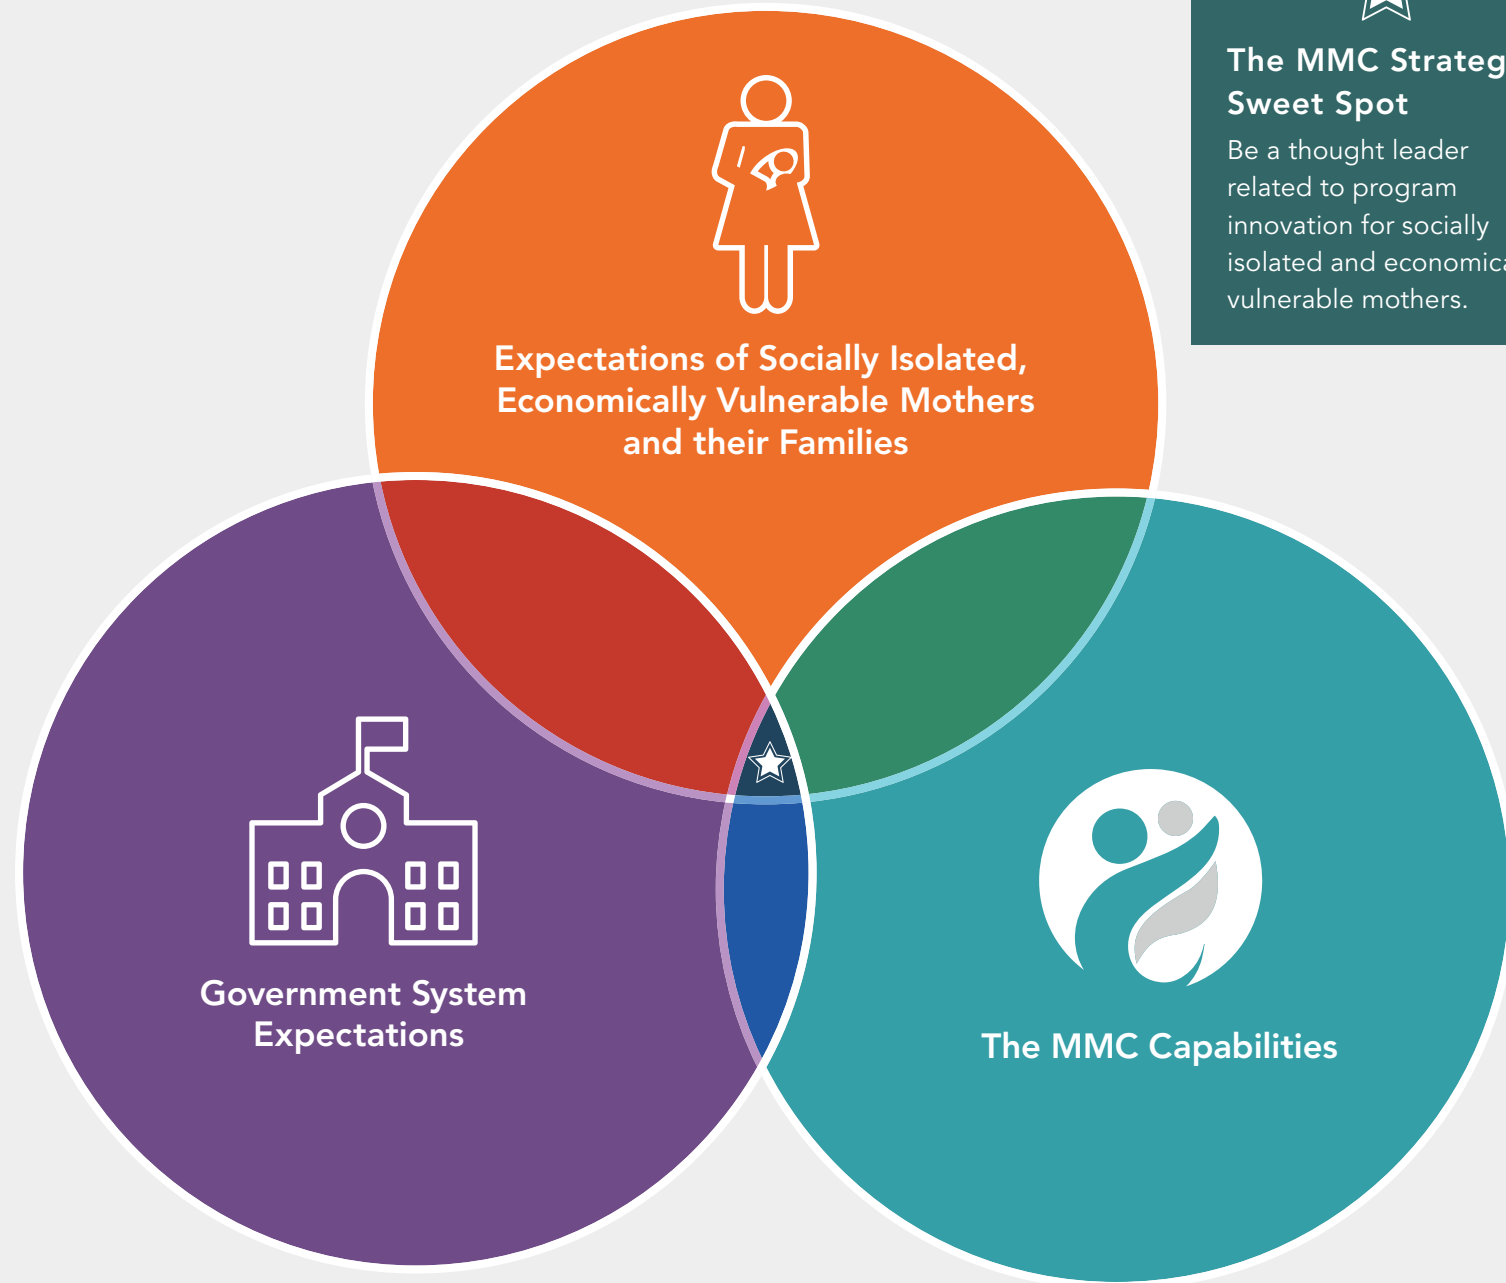 The MMC Strateg
Sweet Spot
Be a thought leader
related to program
innovation for socially
isolated and economica
vulnerable mothers.
Expectations of Socially Isolated,
Economically Vulnerable Mothers
and their Families
Government System
Expectations
The MMC Capabilities